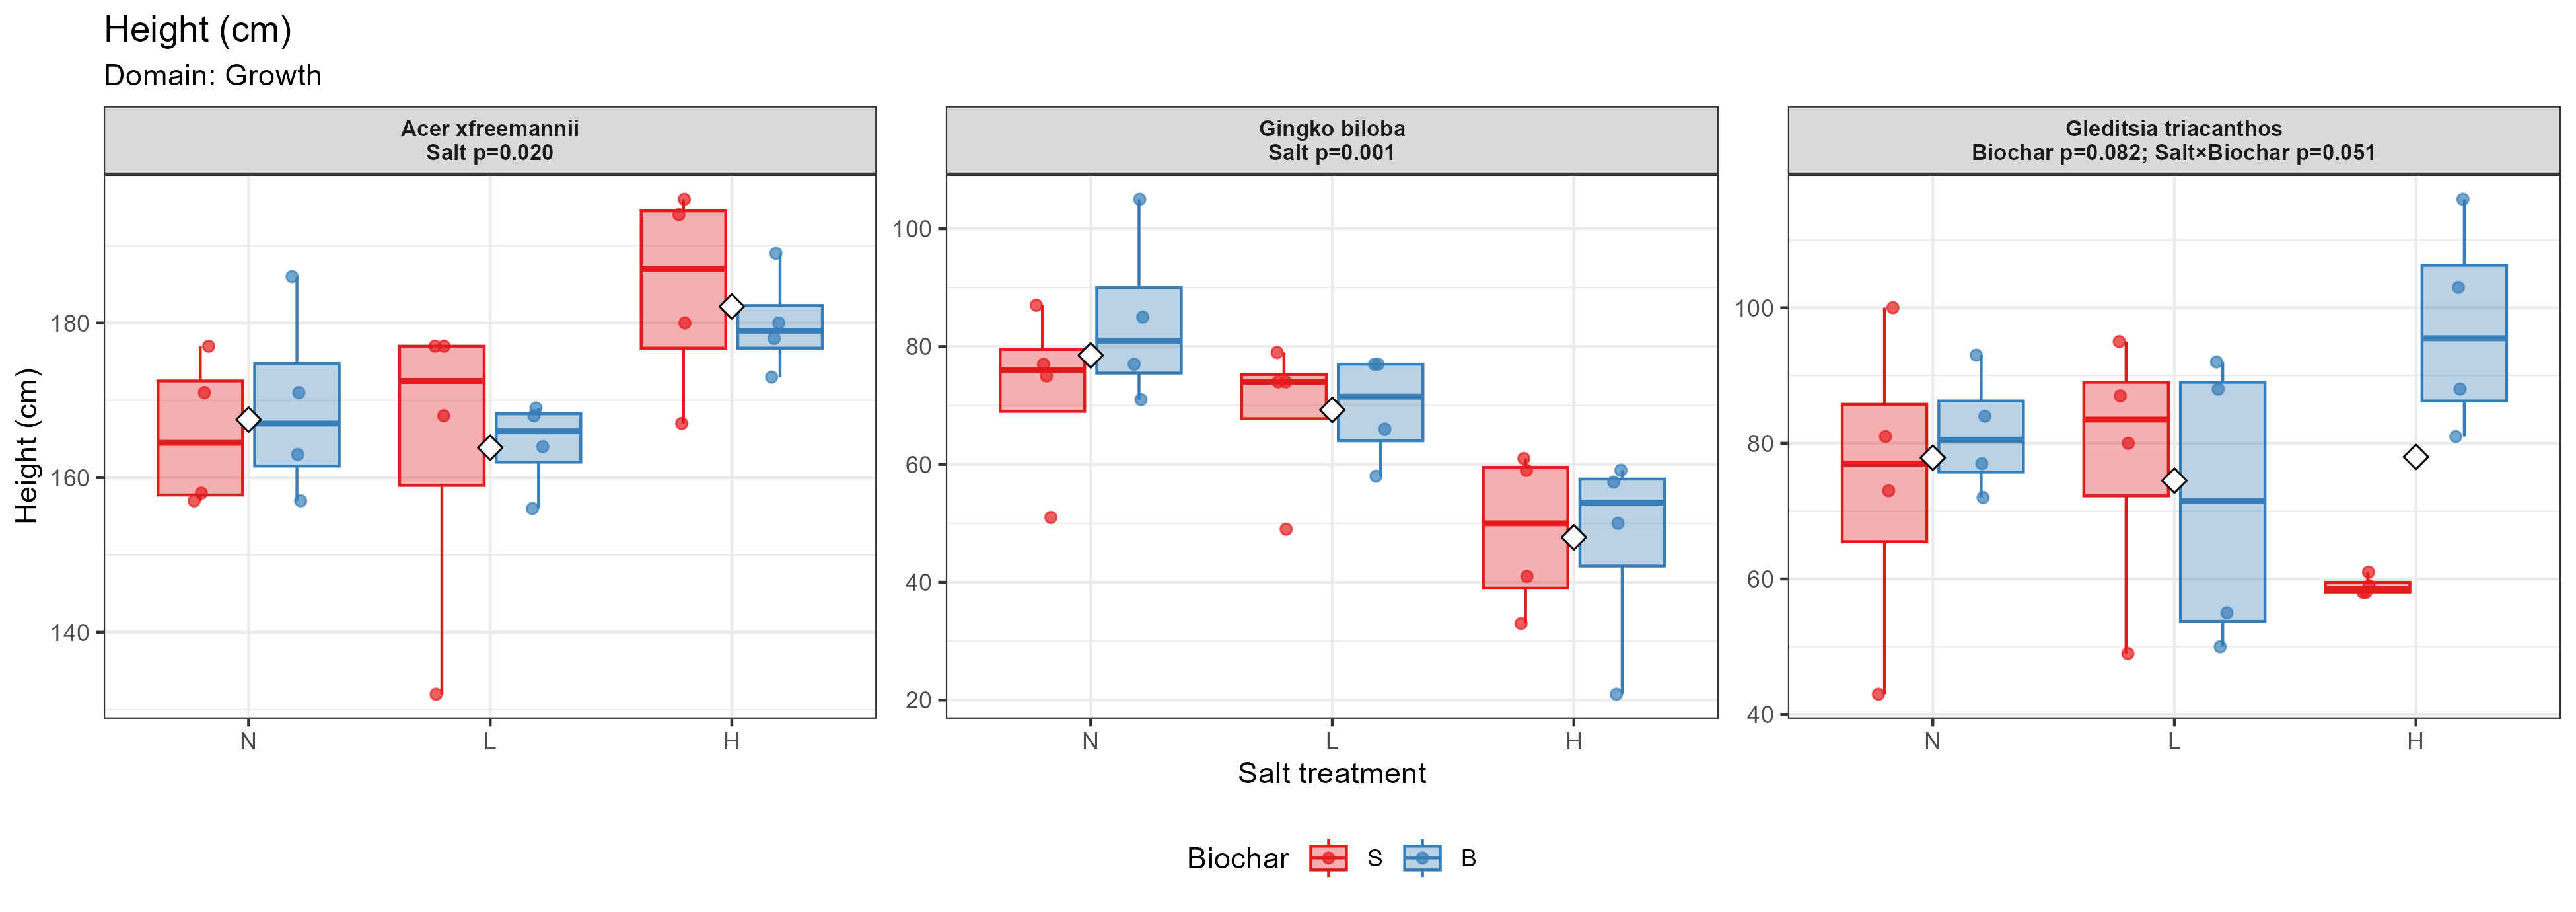 Height (cm)
Domain: Growth
Acer xfreemannii
Salt p=0.020
Gingko biloba
Salt p=0.001
Gleditsia triacanthos
Biochar p=0.082; Salt×Biochar p=0.051
Height (cm)
180
160
140
100
80
60
40
20
100
80
60
40
N
L
H
N
L
H
N
L
H
Salt treatment
Biochar S B